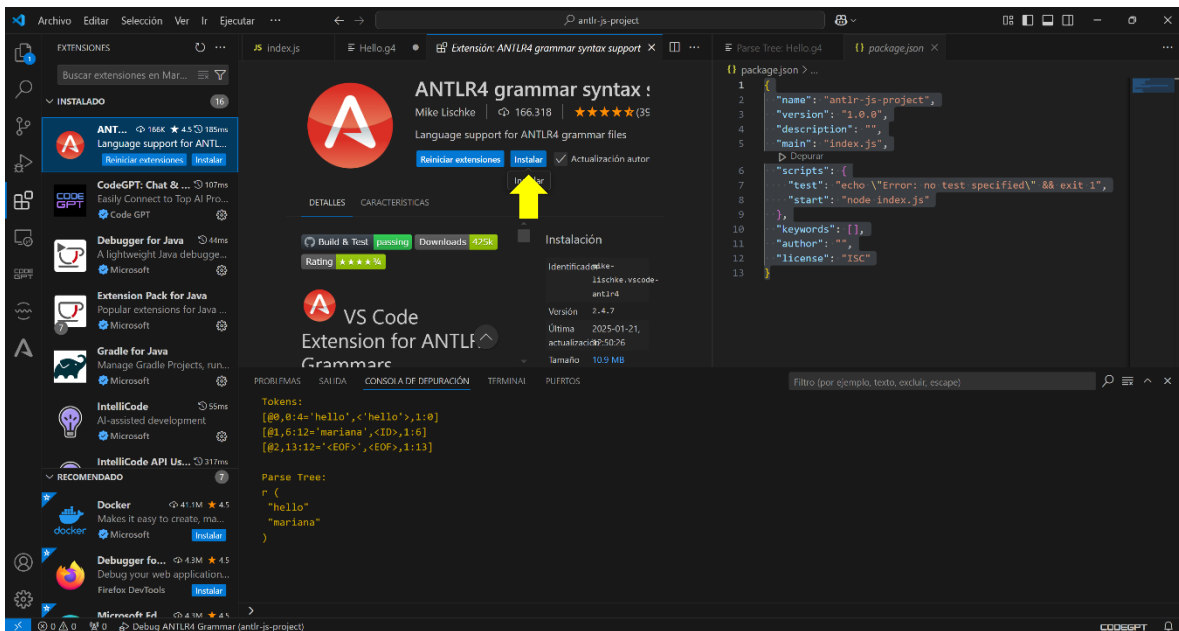 Archivo Editar Selección Ver Ir Ejecutar ···
antlr-js-project
EXTENSIONES
Buscar extensiones en Mar...
INSTALADO 16
ANT... 166K ★ 4.5 185ms
Language support for ANTL...
Reiniciar extensiones Instalar
CodeGPT: Chat & ... 107ms
Easily Connect to Top AI Pro...
Code GPT
CODE GPT
Debugger for Java 44ms
A lightweight Java debugge...
Microsoft
Extension Pack for Java
Popular extensions for Java ...
Microsoft
7
Gradle for Java
Manage Gradle Projects, run...
Microsoft
IntelliCode 55ms
AI-assisted development
Microsoft
IntelliCode API Us... 317ms
RECOMENDADO 7
Docker 41.1M ★ 4.5
Makes it easy to create, ma...
Microsoft Instalar
docker
Debugger fo... 4.3M ★ 4.5
Debug your web application...
Firefox DevTools Instalar
Microsoft Ed... 4.3M ★ 4.5
JS index.js
Hello.g4
Extensión: ANTLR4 grammar syntax support
ANTLR4 grammar syntax
Mike Lischke | 166.318 | ★★★★★(39
Language support for ANTLR4 grammar files
Reiniciar extensiones Instalar Actualización autor
DETALLES CARACTERÍSTICAS
Build & Test passing Downloads 425k
Rating ★★★★½
VS Code
Extension for ANTLR
Grammars
Instalación
Identificador mike-
lischke.vscode-
antlr4
Versión 2.4.7
Última 2025-01-21,
actualización
Tamaño 10.9 MB
Parse Tree: Hello.g4
{} package.json
{} package.json > ...
1 {
2 "name": "antlr-js-project",
3 "version": "1.0.0",
4 "description": "",
5 "main": "index.js",
Depurar
6 "scripts": {
7 "test": "echo \"Error: no test specified\" && exit 1",
8 "start": "node index.js"
9 },
10 "keywords": [],
11 "author": "",
12 "license": "ISC"
13 }
PROBLEMAS SALIDA CONSOLA DE DEPURACIÓN TERMINAL PUERTOS
Filtro (por ejemplo, texto, excluir, escape)
Tokens:
[@0,0:4='hello',<'hello'>,1:0]
[@1,6:12='mariana',<ID>,1:6]
[@2,13:12='<EOF>',<EOF>,1:13]
Parse Tree:
r (
"hello"
"mariana"
)
>
0 0 0 Debug ANTLR4 Grammar (antlr-js-project)
CODEGPT